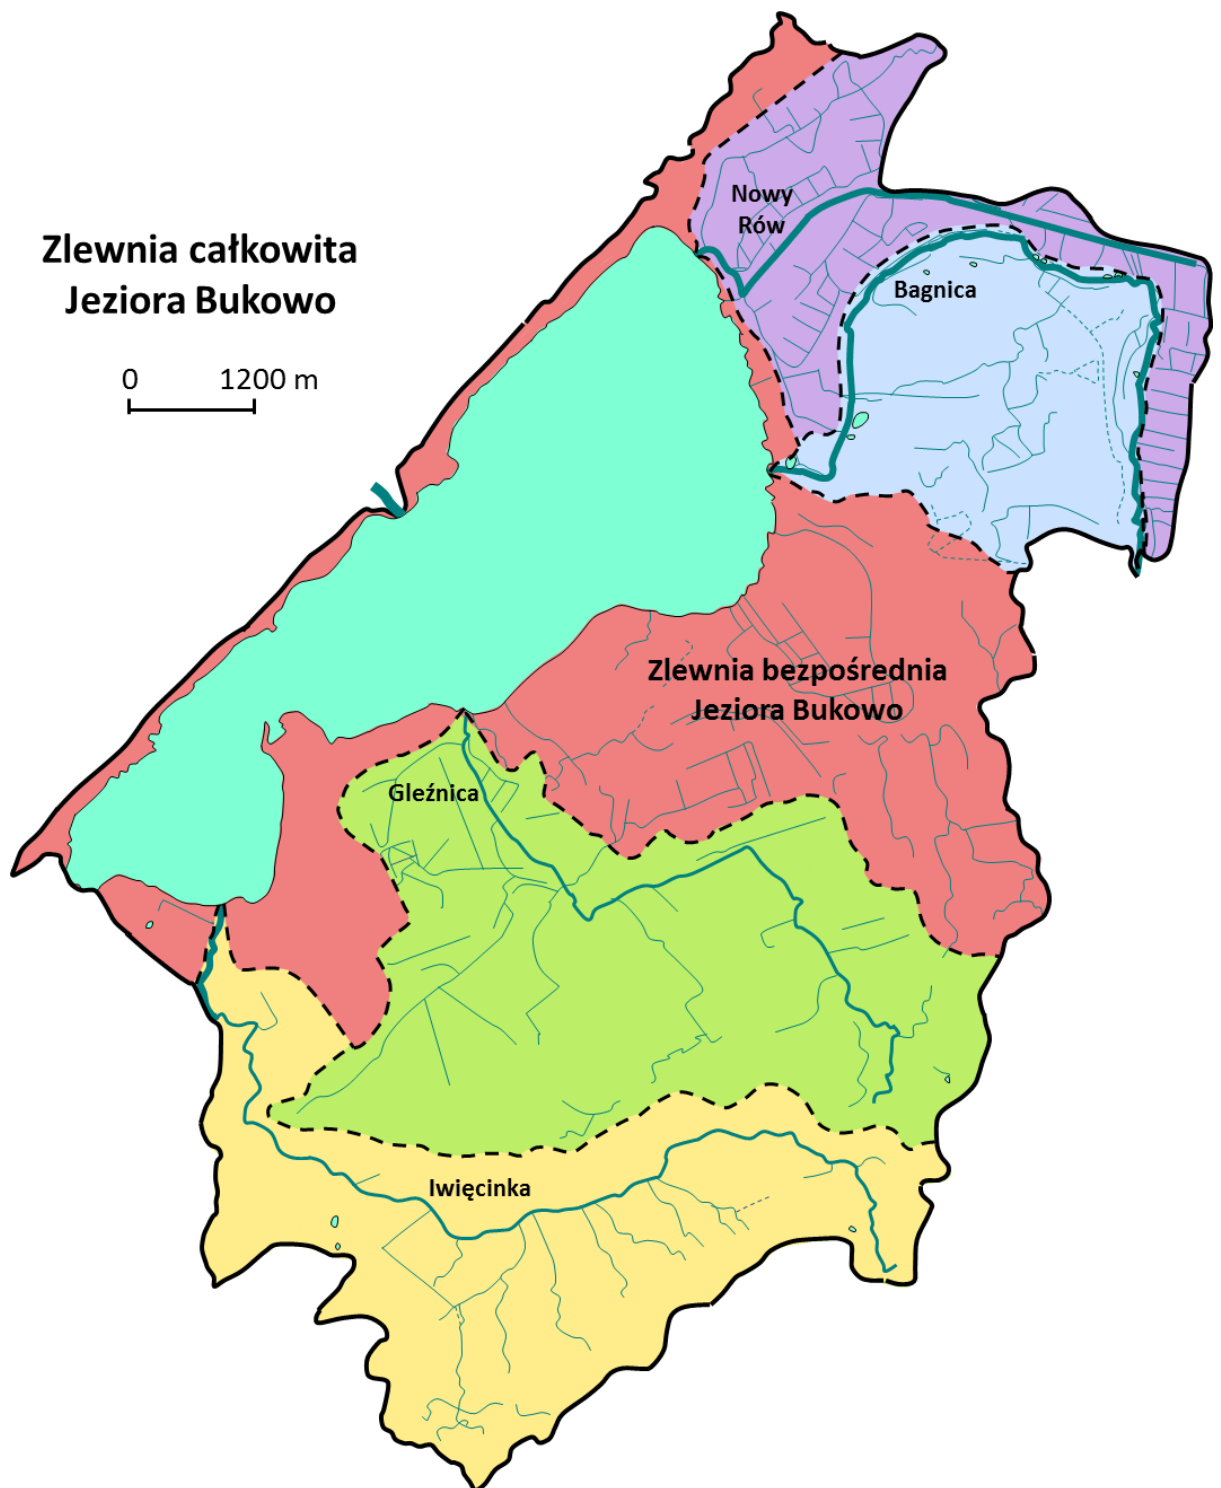 Zlewnia całkowita
Jeziora Bukowo
0 1200 m
Nowy
Rów
Bagnica
Zlewnia bezpośrednia
Jeziora Bukowo
Gleźnica
Iwięcinka